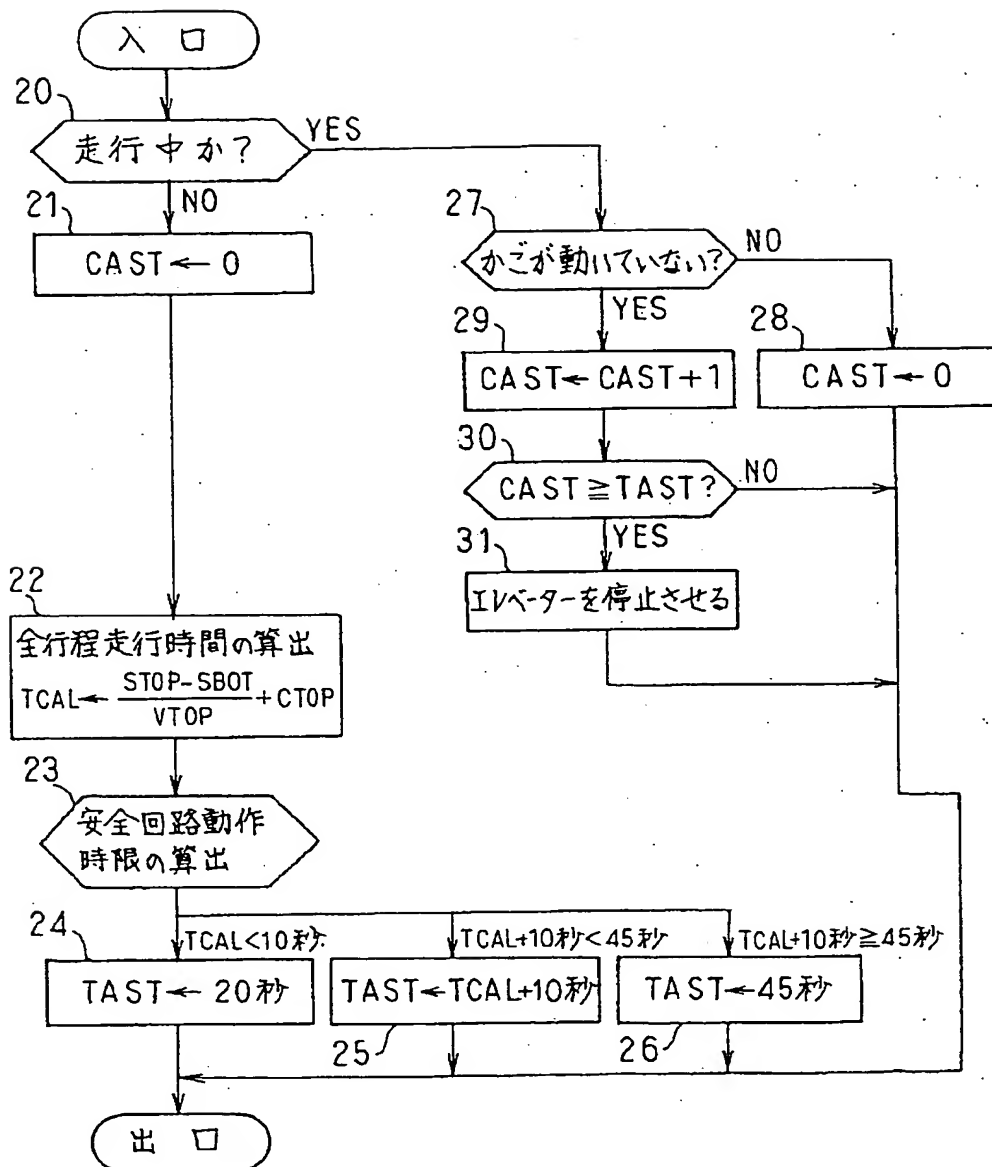 入 口
20
走行中か?
YES
NO
21
CAST←0
27
かごが動いていない?
NO
YES
29
CAST←CAST+1
28
CAST←0
30
CAST≧TAST?
NO
YES
31
エレベーターを停止させる
22
全行程走行時間の算出
TCAL← STOP-SBOT / VTOP +CTOP
23
安全回路動作
時限の算出
24
TCAL<10秒
TAST←20秒
TCAL+10秒<45秒
TAST←TCAL+10秒
25
TCAL+10秒≧45秒
TAST←45秒
26
出 口